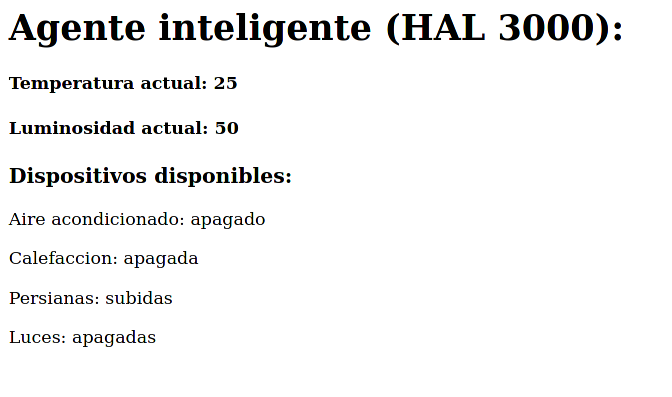 Agente inteligente (HAL 3000):
Temperatura actual: 25
Luminosidad actual: 50
Dispositivos disponibles:
Aire acondicionado: apagado
Calefaccion: apagada
Persianas: subidas
Luces: apagadas